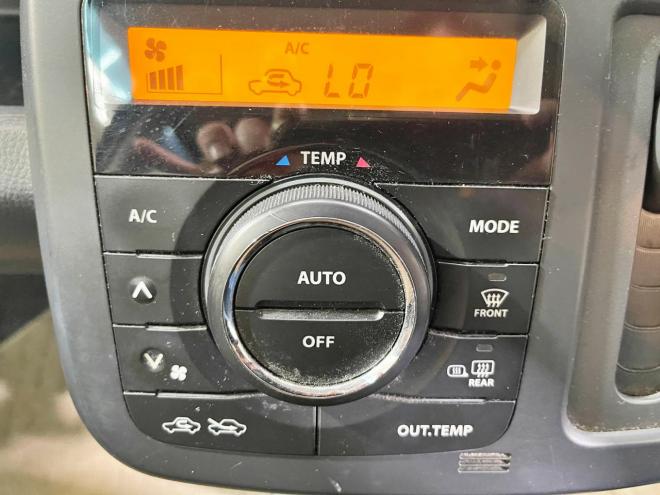 A/C
LO
TEMP
A/C
MODE
AUTO
OFF
FRONT
REAR
OUT.TEMP